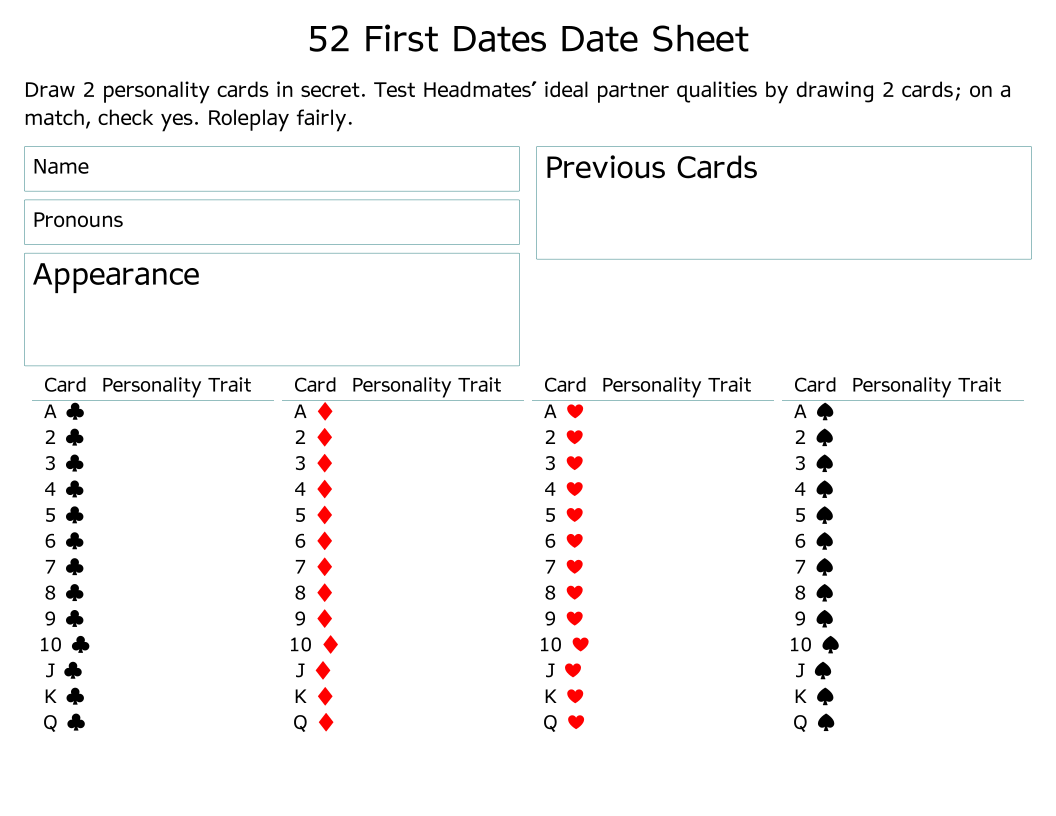 52 First Dates Date Sheet
Draw 2 personality cards in secret. Test Headmates’ ideal partner qualities by drawing 2 cards; on a
match, check yes. Roleplay fairly.
Name
Pronouns
Appearance
Previous Cards
Card Personality Trait
A ♣
2 ♣
3 ♣
4 ♣
5 ♣
6 ♣
7 ♣
8 ♣
9 ♣
10 ♣
J ♣
K ♣
Q ♣
Card Personality Trait
A ♦
2 ♦
3 ♦
4 ♦
5 ♦
6 ♦
7 ♦
8 ♦
9 ♦
10 ♦
J ♦
K ♦
Q ♦
Card Personality Trait
A ♥
2 ♥
3 ♥
4 ♥
5 ♥
6 ♥
7 ♥
8 ♥
9 ♥
10 ♥
J ♥
K ♥
Q ♥
Card Personality Trait
A ♠
2 ♠
3 ♠
4 ♠
5 ♠
6 ♠
7 ♠
8 ♠
9 ♠
10 ♠
J ♠
K ♠
Q ♠